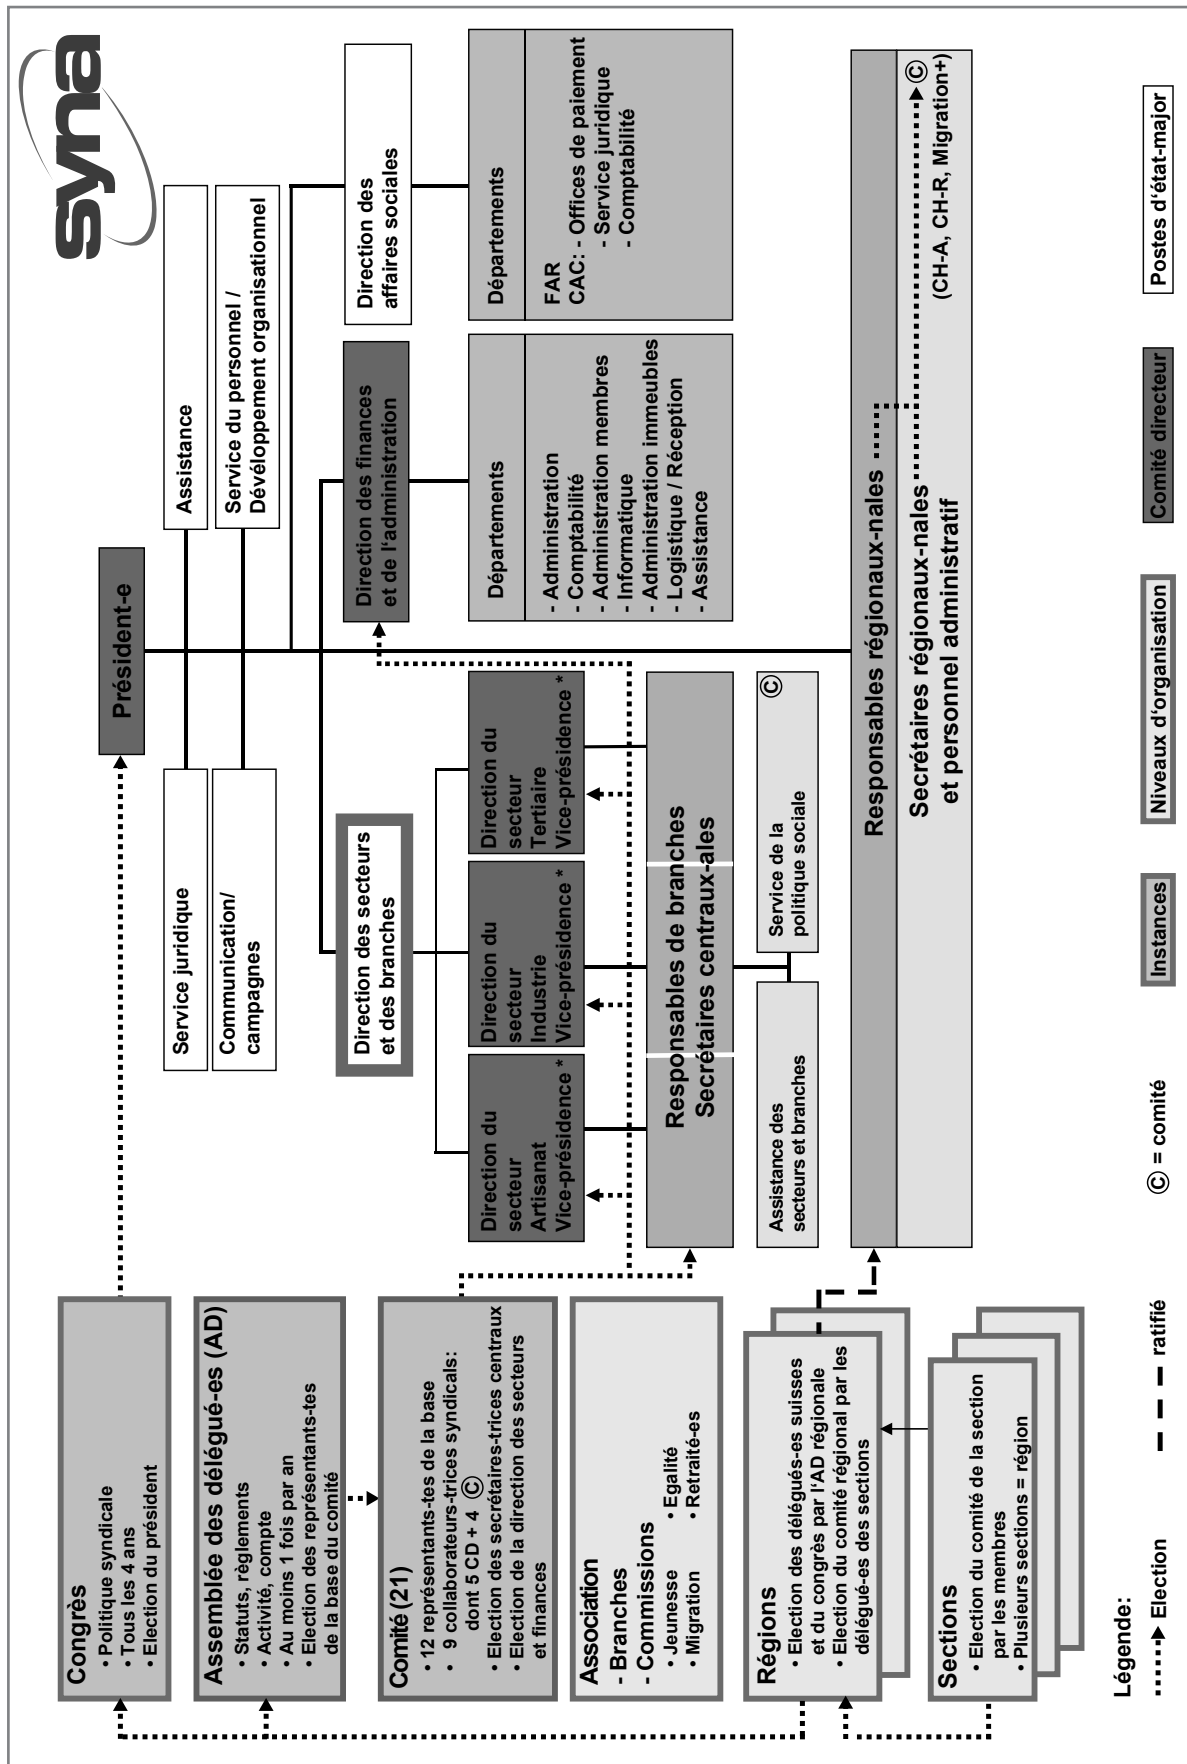 syna
Congrès
• Politique syndicale
• Tous les 4 ans
• Election du président
Assemblée des délégué-es (AD)
• Statuts, règlements
• Activité, compte
• Au moins 1 fois par an
• Election des représentants-tes
de la base du comité
Comité (21)
• 12 représentants-tes de la base
• 9 collaborateurs-trices syndicals:
dont 5 CD + 4 Ⓒ
• Election des secrétaires-trices centraux
• Election de la direction des secteurs
et finances
Association
- Branches
- Commissions
• Jeunesse • Egalité
• Migration • Retraité-es
Régions
• Election des délégués-es suisses
et du congrès par l‘AD régionale
• Election du comité régional par les
délégué-es des sections
Sections
• Election du comité de la section
par les membres
• Plusieurs sections = région
Président-e
Service juridique
Assistance
Communication/
campagnes
Service du personnel /
Dévéloppement organisationnel
Direction des secteurs
et des branches
Direction des finances
et de l‘administration
Direction des
affaires sociales
Direction du
secteur
Artisanat
Vice-présidence *
Direction du
secteur
Industrie
Vice-présidence *
Direction du
secteur
Tertiaire
Vice-présidence *
Départements
- Administration
- Comptabilité
- Administration membres
- Informatique
- Administration immeubles
- Logistique / Réception
- Assistance
Départements
FAR
CAC: - Offices de paiement
- Service juridique
- Comptabilité
Responsables de branches
Secrétaires centraux-ales
Assistance des
secteurs et branches
Service de la
politique sociale
Ⓒ
Responsables régionaux-nales
Secrétaires régionaux-nales
et personnel administratif
Ⓒ
(CH-A, CH-R, Migration+)
Légende:
Election
ratifié
Ⓒ = comité
Instances
Niveaux d‘organisation
Comité directeur
Postes d‘état-major